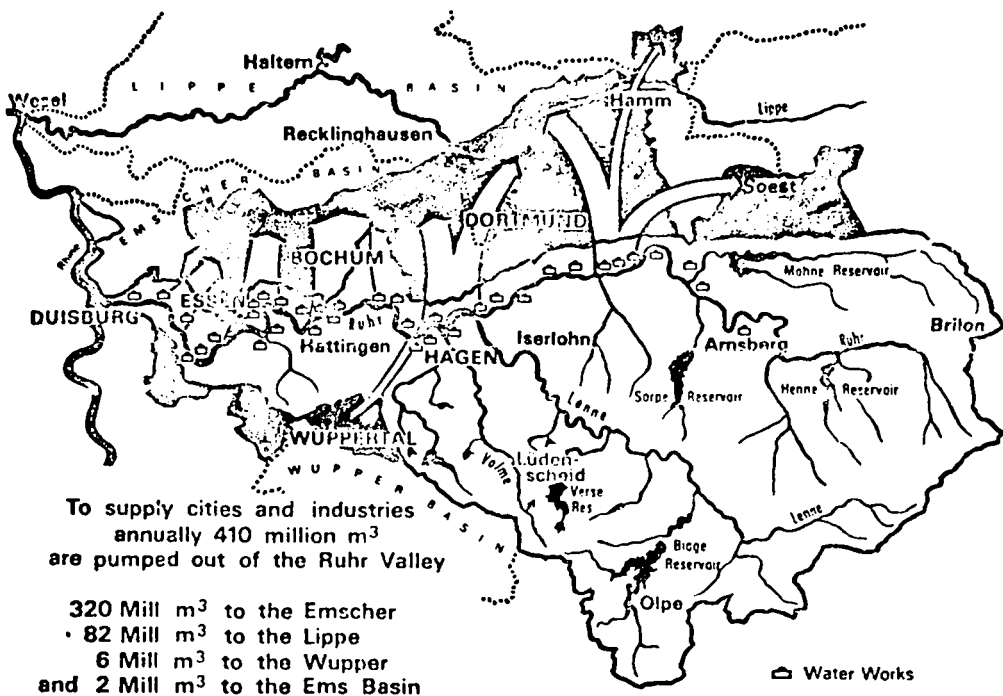 Haltern
Wesel
LIPPE BASIN
Hamm
Lippe
Recklinghausen
EMSCHER BASIN
Soest
DORTMUND
Rhine
BOCHUM
Möhne Reservoir
ESSEN
DUISBURG
Ruhr
Brilon
Hattingen
HAGEN
Iserlohn
Arnsberg
Ruhr
Sorpe Reservoir
Henne Reservoir
Lenne
WUPPERTAL
Volme
Lüden-
scheid
WUPPER BASIN
Verse
Res
Lenne
To supply cities and industries
annually 410 million m³
are pumped out of the Ruhr Valley
Bigge
Reservoir
Olpe
320 Mill m³ to the Emscher
82 Mill m³ to the Lippe
6 Mill m³ to the Wupper
and 2 Mill m³ to the Ems Basin
Water Works